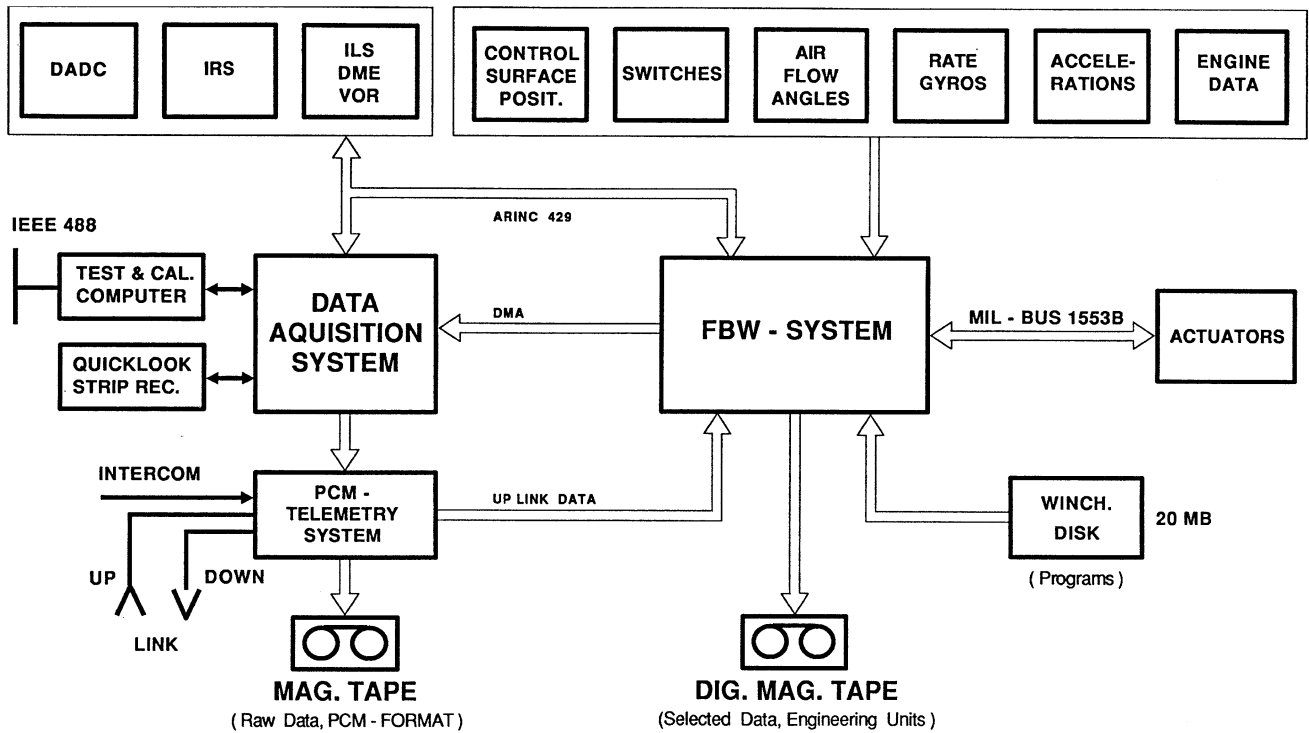 DADC
IRS
ILS
DME
VOR
CONTROL
SURFACE
POSIT.
SWITCHES
AIR
FLOW
ANGLES
RATE
GYROS
ACCELE-
RATIONS
ENGINE
DATA
ARINC 429
IEEE 488
TEST & CAL.
COMPUTER
DATA
AQUISITION
SYSTEM
DMA
FBW - SYSTEM
MIL - BUS 1553B
ACTUATORS
QUICKLOOK
STRIP REC.
INTERCOM
PCM -
TELEMETRY
SYSTEM
UP LINK DATA
WINCH.
DISK
20 MB
( Programs )
UP
DOWN
LINK
MAG. TAPE
( Raw Data, PCM - FORMAT )
DIG. MAG. TAPE
(Selected Data, Engineering Units )